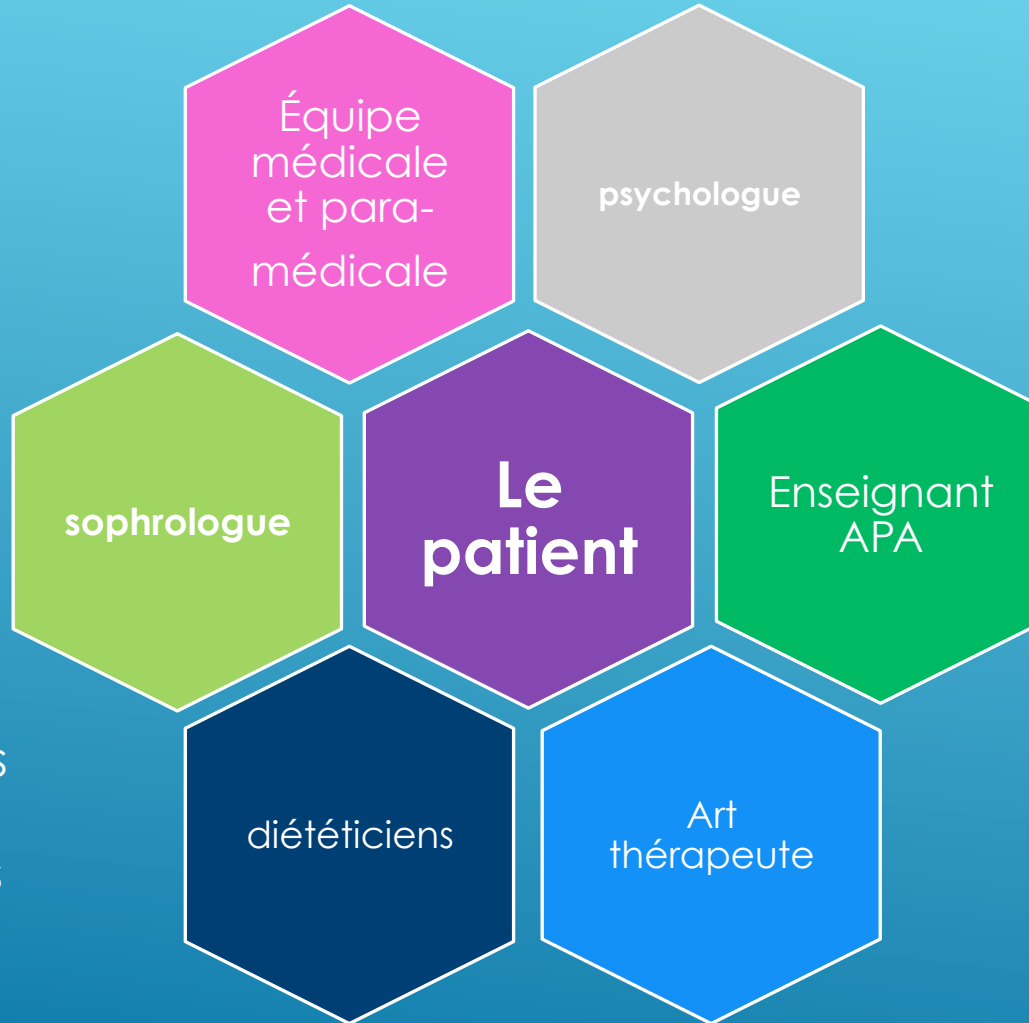 Équipe
médicale
et para-
médicale
psychologue
sophrologue
Le
patient
Enseignant
APA
diététiciens
Art
thérapeute